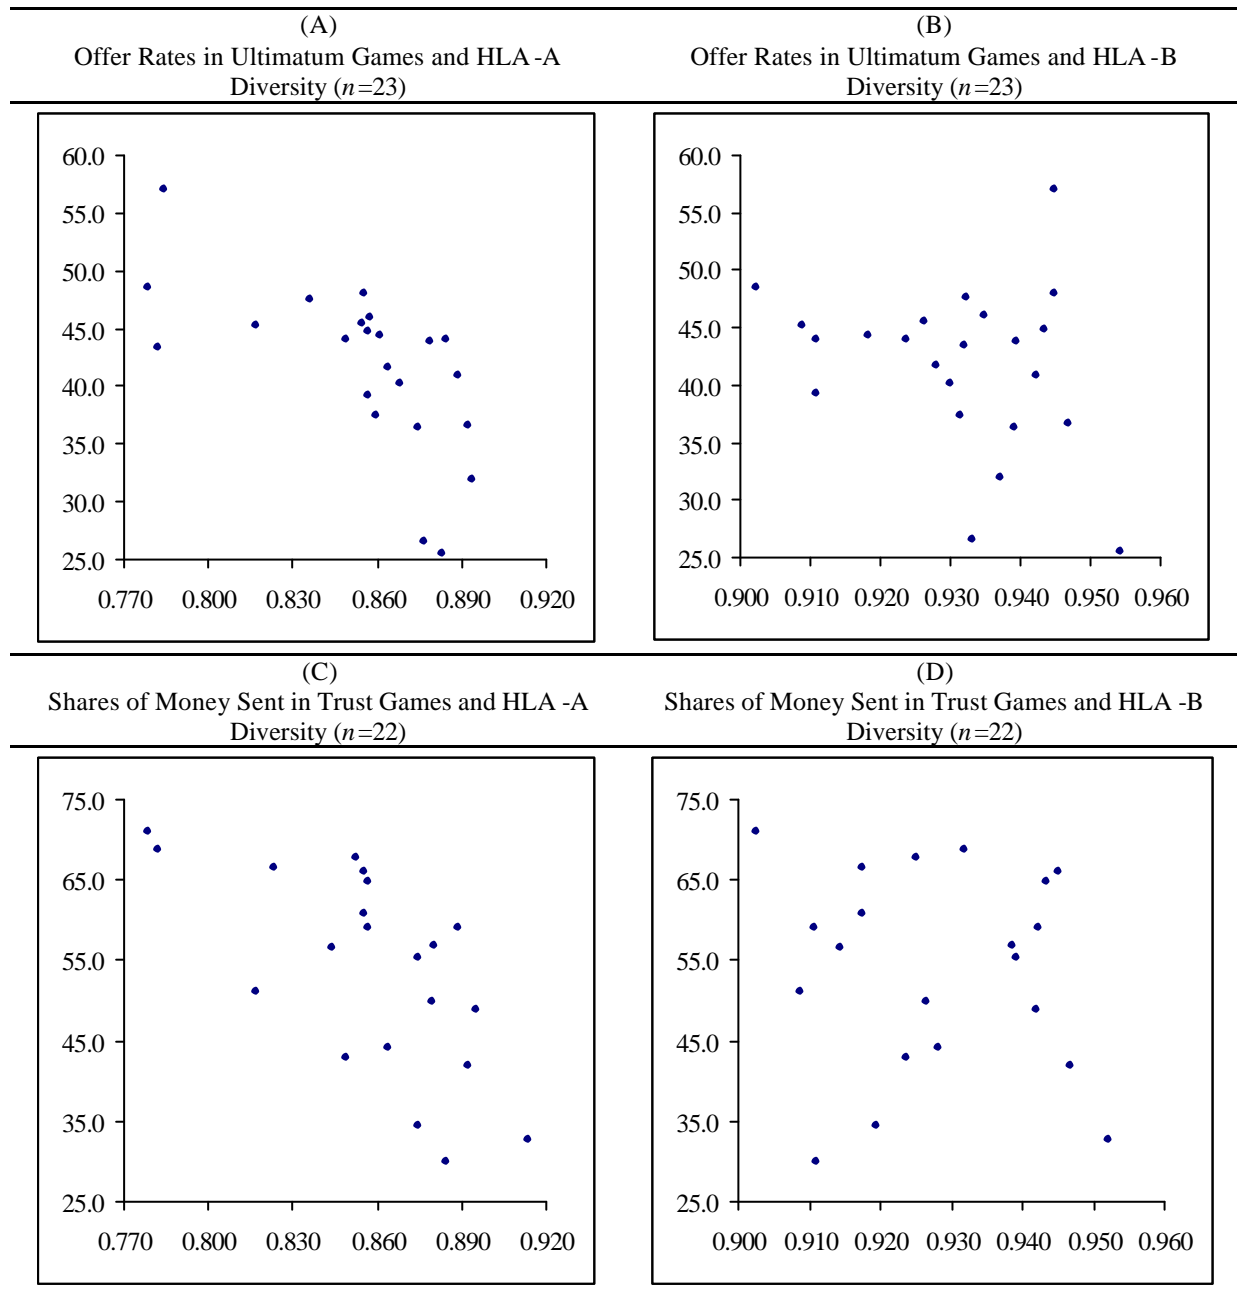 (A)
Offer Rates in Ultimatum Games and HLA -A
Diversity (n=23)
(B)
Offer Rates in Ultimatum Games and HLA -B
Diversity (n=23)
60.0
55.0
50.0
45.0
40.0
35.0
30.0
25.0
0.770 0.800 0.830 0.860 0.890 0.920
60.0
55.0
50.0
45.0
40.0
35.0
30.0
25.0
0.900 0.910 0.920 0.930 0.940 0.950 0.960
(C)
Shares of Money Sent in Trust Games and HLA -A
Diversity (n=22)
(D)
Shares of Money Sent in Trust Games and HLA -B
Diversity (n=22)
75.0
65.0
55.0
45.0
35.0
25.0
0.770 0.800 0.830 0.860 0.890 0.920
75.0
65.0
55.0
45.0
35.0
25.0
0.900 0.910 0.920 0.930 0.940 0.950 0.960